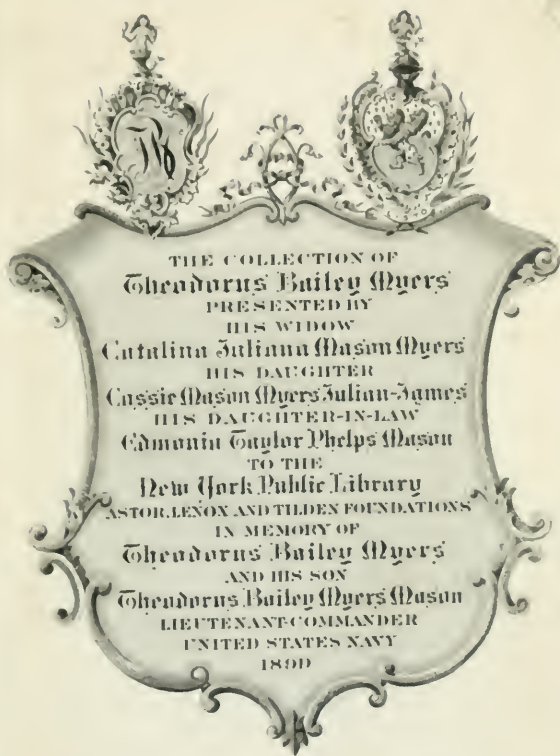 THE COLLECTION OF
Theodorus Bailey Myers
PRESENTED BY
HIS WIDOW
Catalina Juliana Mason Myers
HIS DAUGHTER
Cassie Mason Myers Julian-James
HIS DAUGHTER-IN-LAW
Edmonia Taylor Phelps Mason
TO THE
New York Public Library
ASTOR, LENOX AND TILDEN FOUNDATIONS
IN MEMORY OF
Theodorus Bailey Myers
AND HIS SON
Theodorus Bailey Myers Mason
LIEUTENANT-COMMANDER
UNITED STATES NAVY
1899